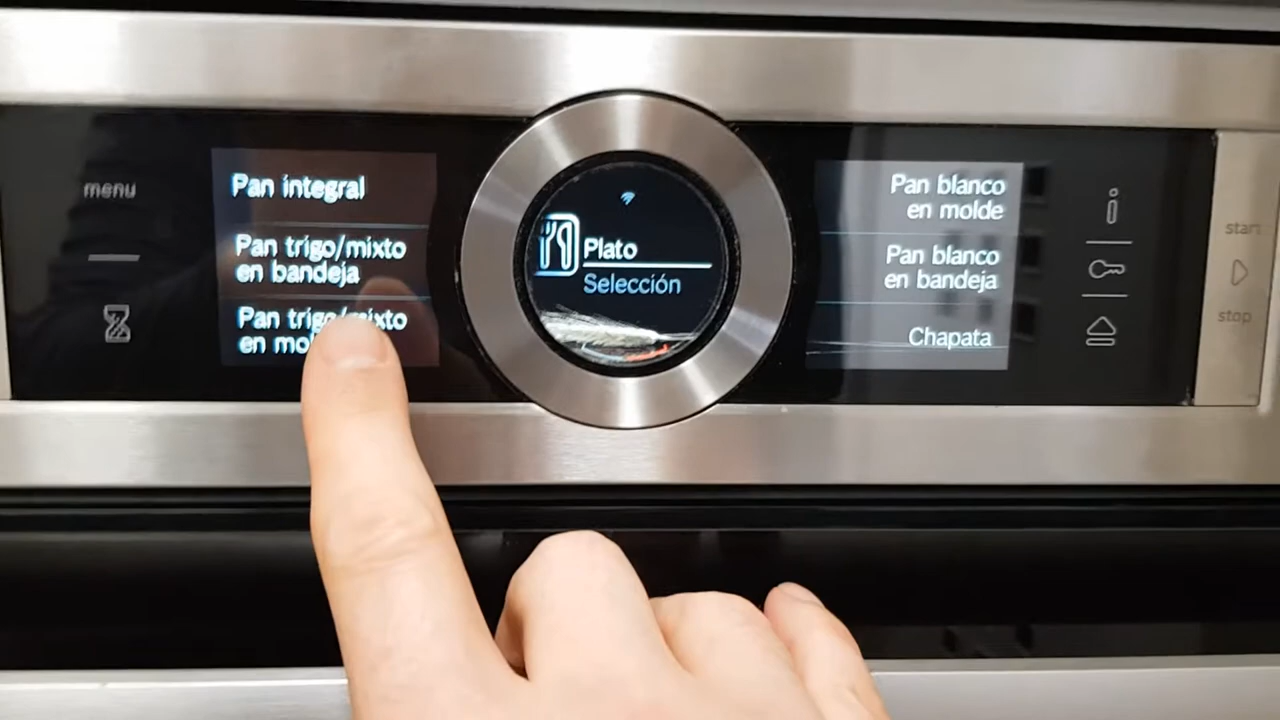 menu
Pan integral
Pan trigo/mixto
en bandeja
Pan trigo/mixto
en
Plato
Selección
Pan blanco
en molde
Pan blanco
en bandeja
Chapata
start
stop